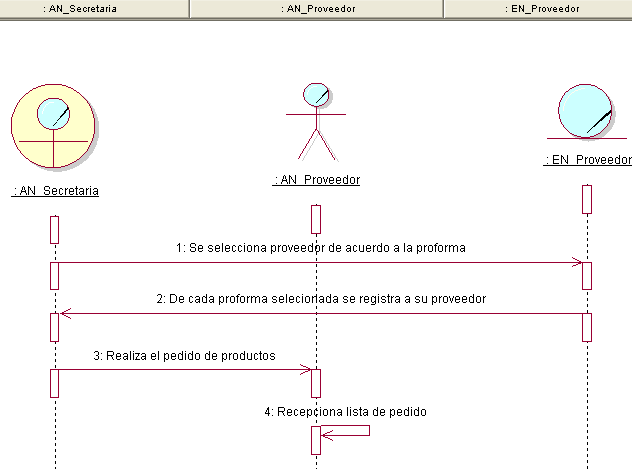 : AN_Secretaria
: AN_Proveedor
: EN_Proveedor
: AN_Secretaria
: AN_Proveedor
: EN_Proveedor
1: Se selecciona proveedor de acuerdo a la proforma
2: De cada proforma selecionada se registra a su proveedor
3: Realiza el pedido de productos
4: Recepciona lista de pedido